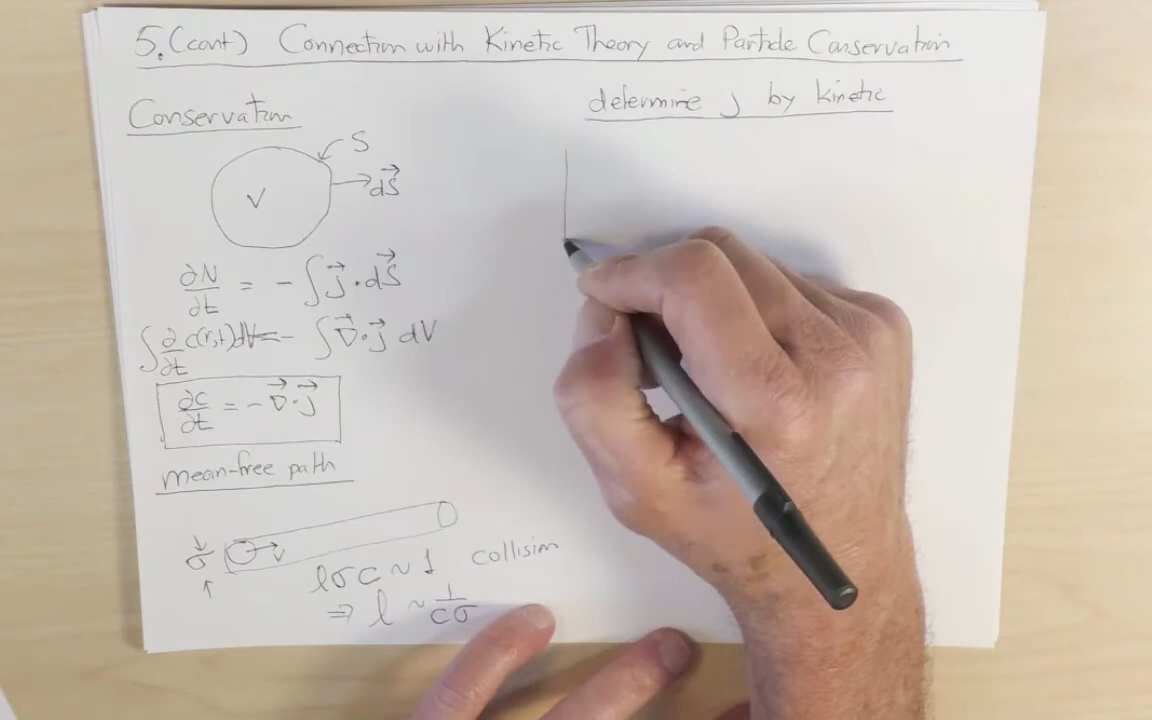 5. (cont) Connection with Kinetic Theory and Particle Conservation
Conservation
S
V
dS⃗
∂N/∂t = - ∫ j⃗ · dS⃗
∫ ∂/∂t c(r,t) dV = - ∫ ∇⃗ · j⃗ dV
∂c/∂t = - ∇⃗ · j⃗
mean-free path
σ
v
lσc ~ 1 collision
⇒ l ~ 1/cσ
determine j by kinetic